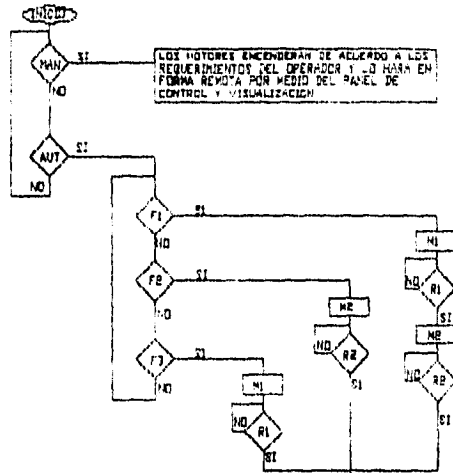 INICIO
MAN
SI
LOS MOTORES ENCENDERAN DE ACUERDO A LOS
REQUERIMIENTOS DEL OPERADOR Y LO HARA EN
FORMA REMOTA POR MEDIO DEL PANEL DE
CONTROL Y VISUALIZACION
NO
AUT
SI
NO
F1
SI
NO
M1
NO
R1
SI
F2
SI
NO
M2
NO
R2
SI
M2
NO
R2
SI
F3
SI
NO
M1
NO
R1
SI